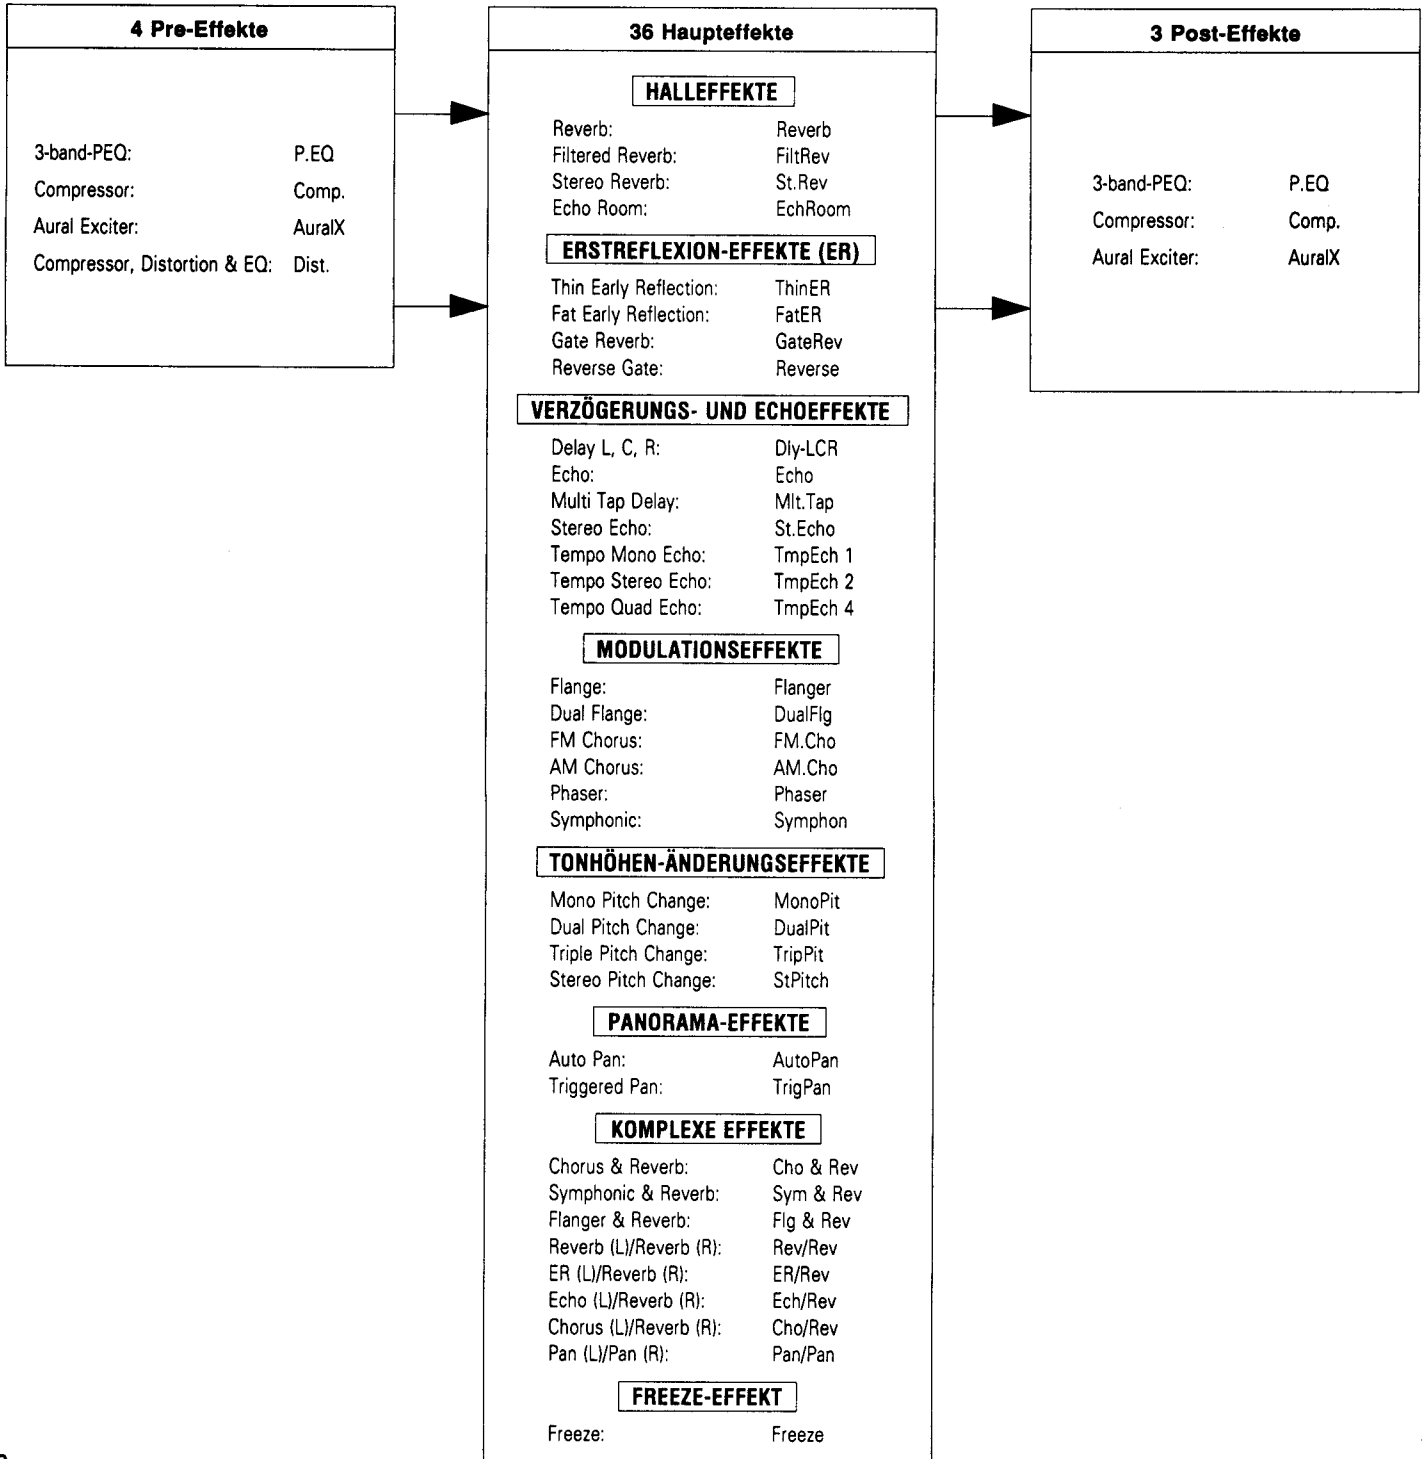 4 Pre-Effekte
3-band-PEQ: P.EQ
Compressor: Comp.
Aural Exciter: AuralX
Compressor, Distortion & EQ: Dist.
36 Haupteffekte
HALLEFFEKTE
Reverb: Reverb
Filtered Reverb: FiltRev
Stereo Reverb: St.Rev
Echo Room: EchRoom
ERSTREFLEXION-EFFEKTE (ER)
Thin Early Reflection: ThinER
Fat Early Reflection: FatER
Gate Reverb: GateRev
Reverse Gate: Reverse
VERZÖGERUNGS- UND ECHOEFFEKTE
Delay L, C, R: Dly-LCR
Echo: Echo
Multi Tap Delay: Mlt.Tap
Stereo Echo: St.Echo
Tempo Mono Echo: TmpEch 1
Tempo Stereo Echo: TmpEch 2
Tempo Quad Echo: TmpEch 4
MODULATIONSEFFEKTE
Flange: Flanger
Dual Flange: DualFlg
FM Chorus: FM.Cho
AM Chorus: AM.Cho
Phaser: Phaser
Symphonic: Symphon
TONHÖHEN-ÄNDERUNGSEFFEKTE
Mono Pitch Change: MonoPit
Dual Pitch Change: DualPit
Triple Pitch Change: TripPit
Stereo Pitch Change: StPitch
PANORAMA-EFFEKTE
Auto Pan: AutoPan
Triggered Pan: TrigPan
KOMPLEXE EFFEKTE
Chorus & Reverb: Cho & Rev
Symphonic & Reverb: Sym & Rev
Flanger & Reverb: Flg & Rev
Reverb (L)/Reverb (R): Rev/Rev
ER (L)/Reverb (R): ER/Rev
Echo (L)/Reverb (R): Ech/Rev
Chorus (L)/Reverb (R): Cho/Rev
Pan (L)/Pan (R): Pan/Pan
FREEZE-EFFEKT
Freeze: Freeze
3 Post-Effekte
3-band-PEQ: P.EQ
Compressor: Comp.
Aural Exciter: AuralX